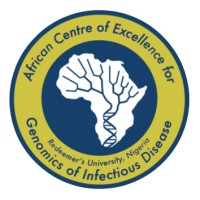 African Centre of Excellence for
Genomics of Infectious Disease
Redeemer's University, Nigeria